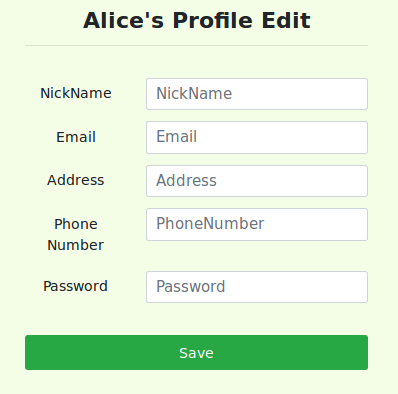 Alice's Profile Edit
NickName NickName
Email Email
Address Address
Phone PhoneNumber
Number
Password Password
Save